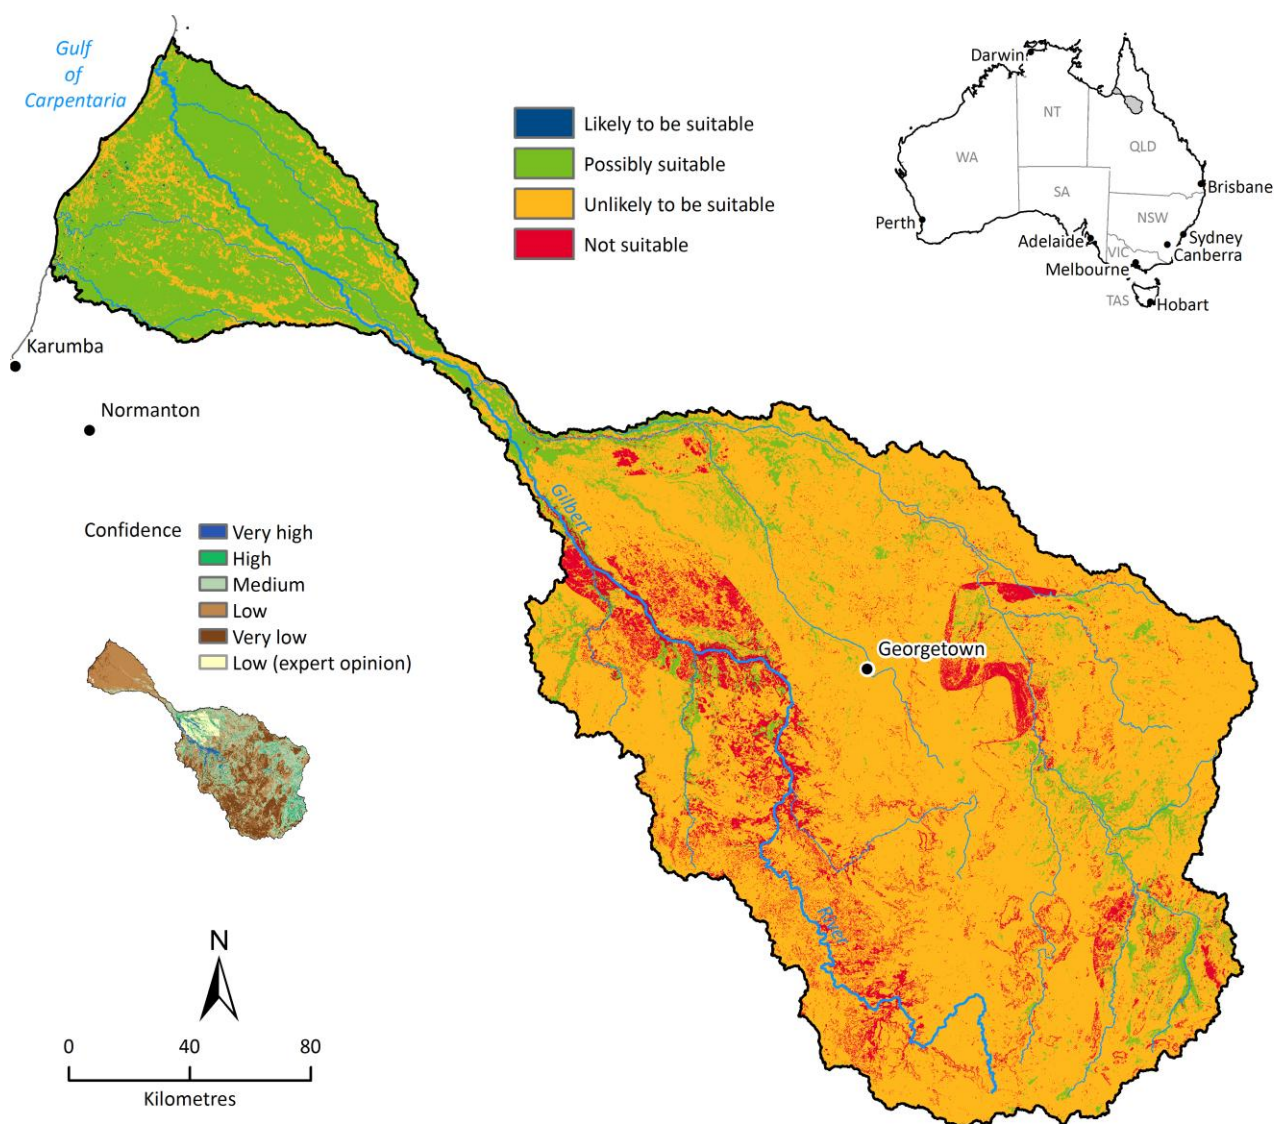 Gulf
of
Carpentaria
Karumba
Normanton
Likely to be suitable
Possibly suitable
Unlikely to be suitable
Not suitable
Darwin
NT
WA
QLD
SA
Brisbane
NSW
Perth
Adelaide
Sydney
VIC
Canberra
Melbourne
TAS
Hobart
Gilbert
River
Georgetown
Confidence
Very high
High
Medium
Low
Very low
Low (expert opinion)
N
0 40 80
Kilometres